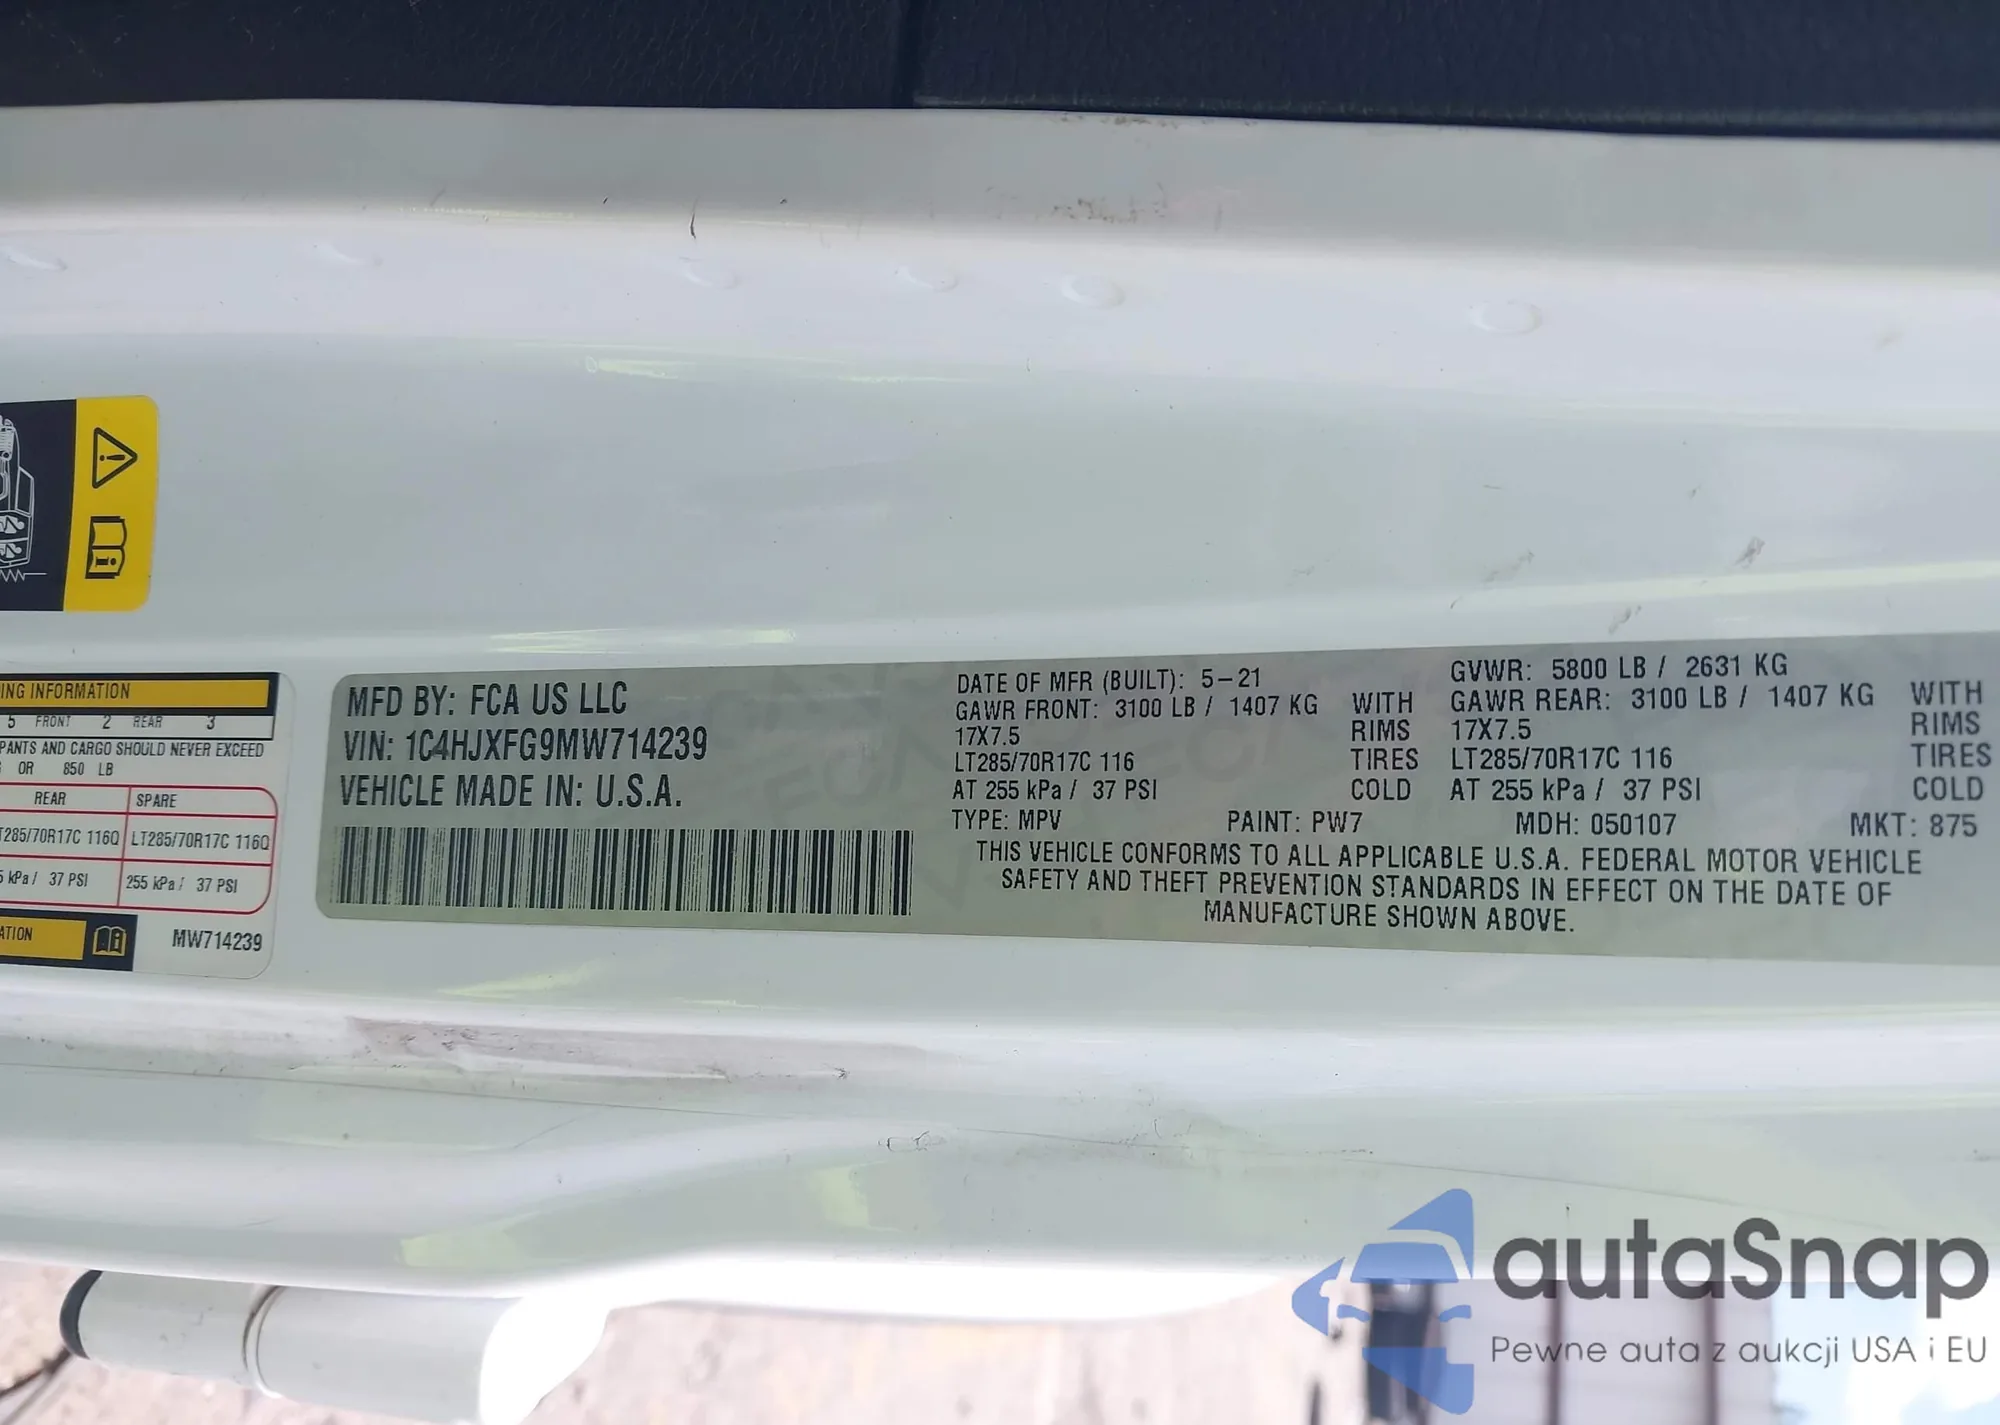 ING INFORMATION
5 FRONT 2 REAR 3
PANTS AND CARGO SHOULD NEVER EXCEED
OR 850 LB
REAR SPARE
285/70R17C 116Q LT285/70R17C 116Q
kPa / 37 PSI 255 kPa / 37 PSI
ATION
MW714239
MFD BY: FCA US LLC
VIN: 1C4HJXFG9MW714239
VEHICLE MADE IN: U.S.A.
DATE OF MFR (BUILT): 5-21 GVWR: 5800 LB / 2631 KG
GAWR FRONT: 3100 LB / 1407 KG WITH GAWR REAR: 3100 LB / 1407 KG WITH
17X7.5 RIMS 17X7.5 RIMS
LT285/70R17C 116 TIRES LT285/70R17C 116 TIRES
AT 255 kPa / 37 PSI COLD AT 255 kPa / 37 PSI COLD
TYPE: MPV PAINT: PW7 MDH: 050107 MKT: 875
THIS VEHICLE CONFORMS TO ALL APPLICABLE U.S.A. FEDERAL MOTOR VEHICLE
SAFETY AND THEFT PREVENTION STANDARDS IN EFFECT ON THE DATE OF
MANUFACTURE SHOWN ABOVE.
autaSnap
Pewne auta z aukcji USA i EU